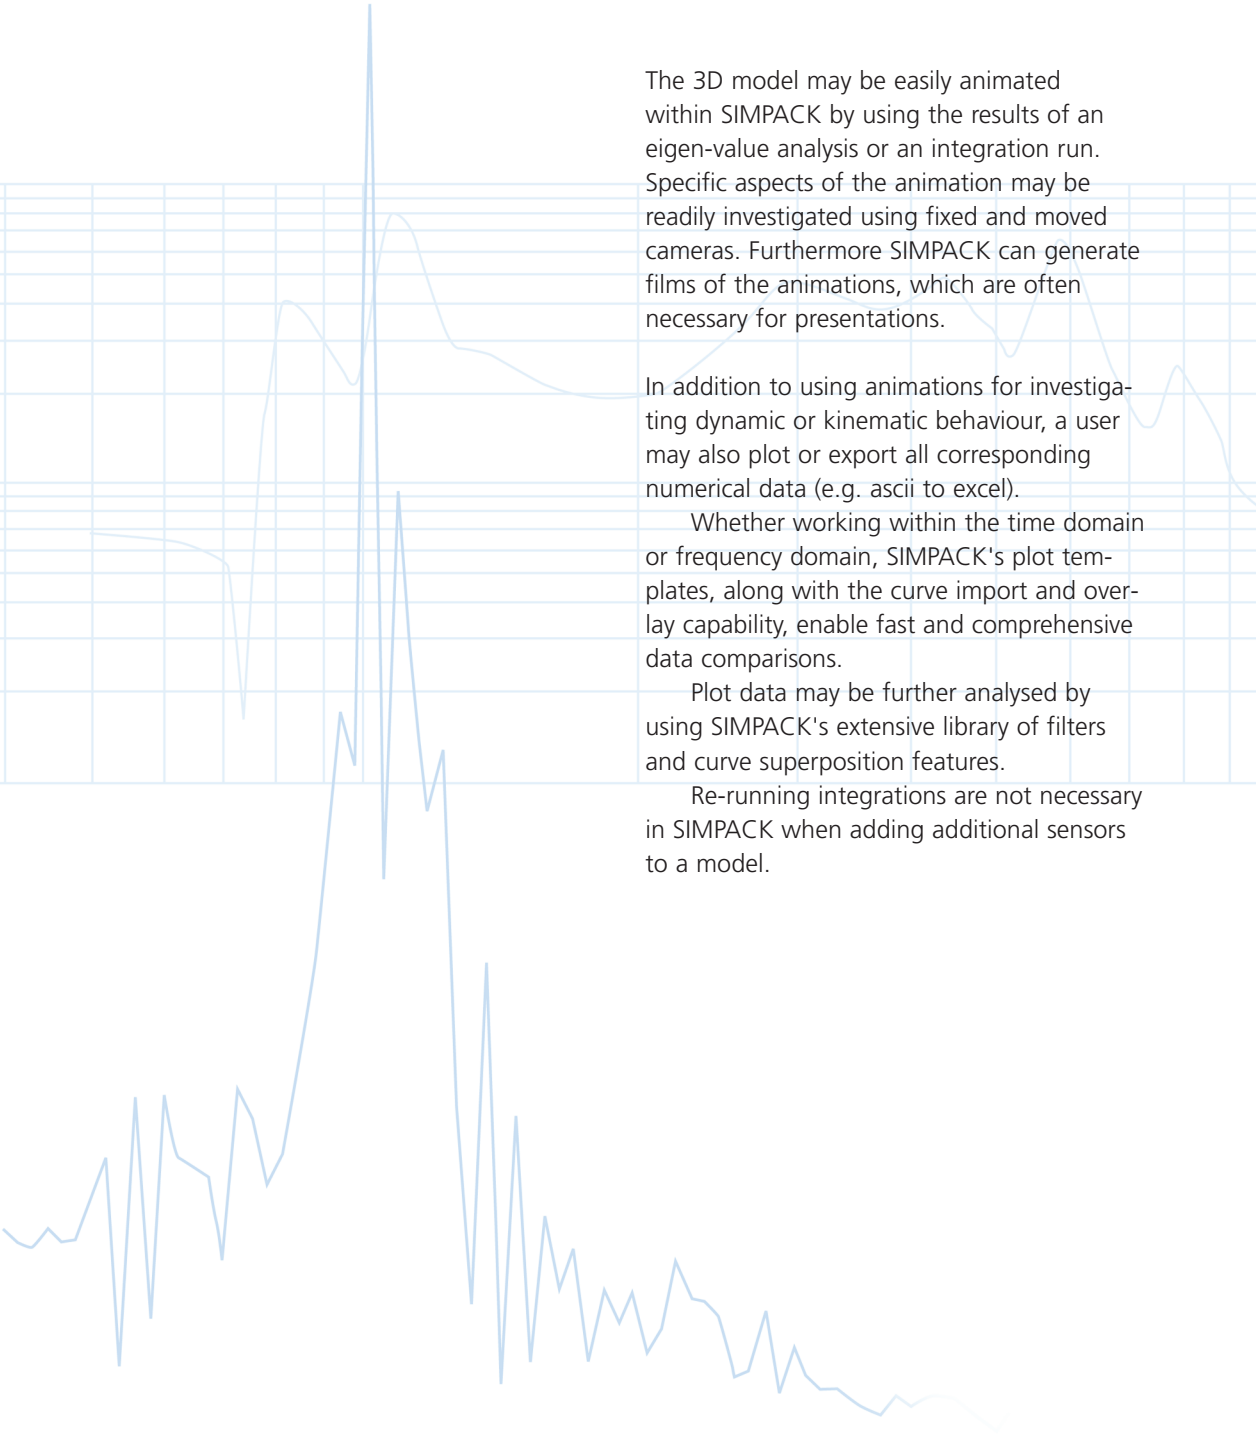 The 3D model may be easily animated
within SIMPACK by using the results of an
eigen-value analysis or an integration run.
Specific aspects of the animation may be
readily investigated using fixed and moved
cameras. Furthermore SIMPACK can generate
films of the animations, which are often
necessary for presentations.
In addition to using animations for investiga-
ting dynamic or kinematic behaviour, a user
may also plot or export all corresponding
numerical data (e.g. ascii to excel).
Whether working within the time domain
or frequency domain, SIMPACK's plot tem-
plates, along with the curve import and over-
lay capability, enable fast and comprehensive
data comparisons.
Plot data may be further analysed by
using SIMPACK's extensive library of filters
and curve superposition features.
Re-running integrations are not necessary
in SIMPACK when adding additional sensors
to a model.